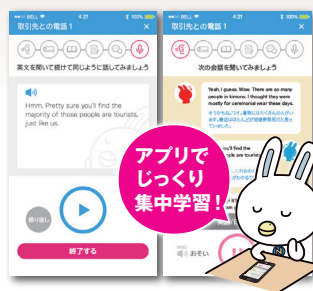 BELL 4:21 100%
取引先との電話1
英文を聞いて続けて同じように話してみましょう
Hmm. Pretty sure you'll find the
majority of those people are tourists,
just like us.
繰り返し
終了する
BELL 4:21 100%
取引先との電話1
次の会話を聞いてみましょう
Yeah, I guess. Wow. There are so many
people in kimono. I thought they were
mostly for ceremonial wear these days.
you'll find the
people are tourists
おそい
アプリで
じっくり
集中学習!